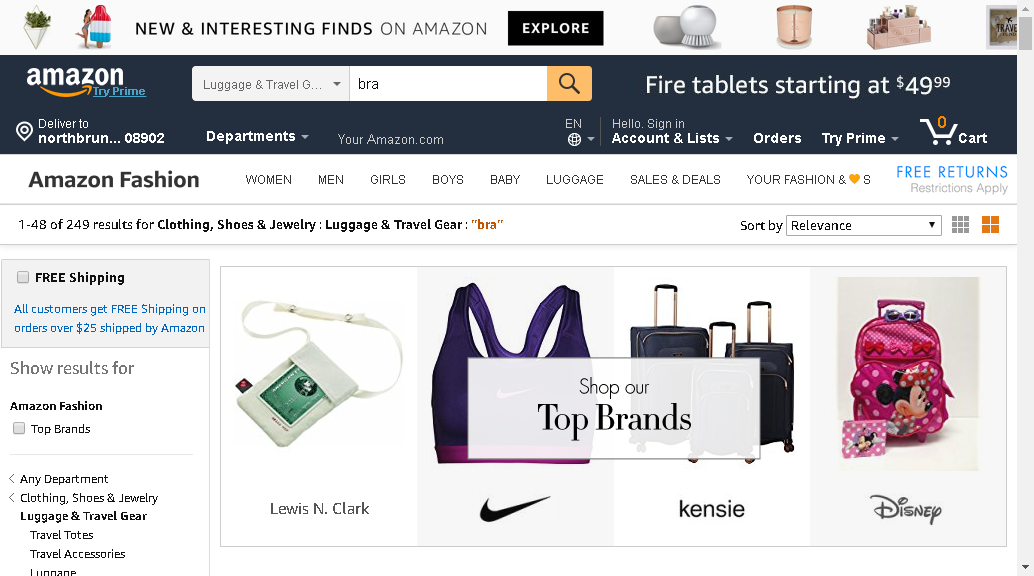 NEW & INTERESTING FINDS ON AMAZON EXPLORE
amazon
Try Prime
Luggage & Travel G... bra
Fire tablets starting at $49.99
Deliver to
northbrun... 08902
Departments
Your Amazon.com
EN
Hello. Sign in
Account & Lists
Orders
Try Prime
0
Cart
Amazon Fashion
WOMEN MEN GIRLS BOYS BABY LUGGAGE SALES & DEALS YOUR FASHION & S
FREE RETURNS
Restrictions Apply
1-48 of 249 results for Clothing, Shoes & Jewelry : Luggage & Travel Gear : "bra"
Sort by Relevance
FREE Shipping
All customers get FREE Shipping on
orders over $25 shipped by Amazon
Show results for
Amazon Fashion
Top Brands
Any Department
Clothing, Shoes & Jewelry
Luggage & Travel Gear
Travel Totes
Travel Accessories
Luggage
Shop our
Top Brands
Lewis N. Clark
kensie
Disney